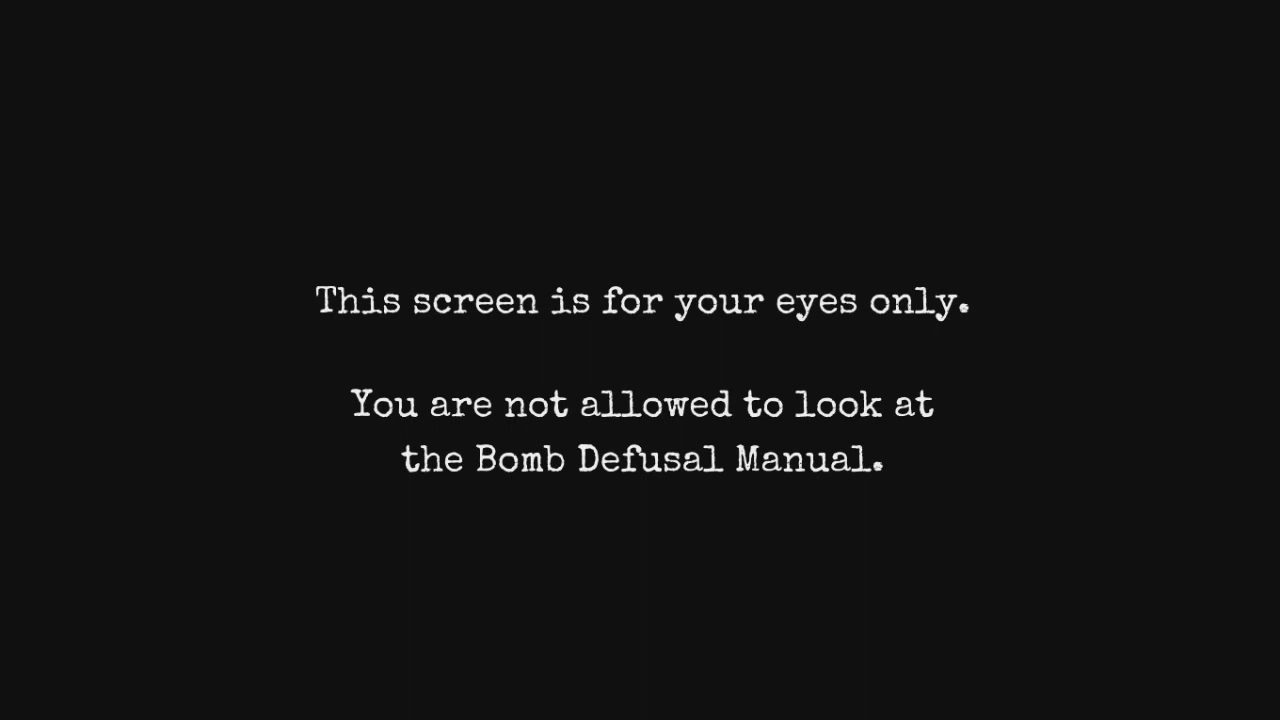 This screen is for your eyes only.
You are not allowed to look at
the Bomb Defusal Manual.